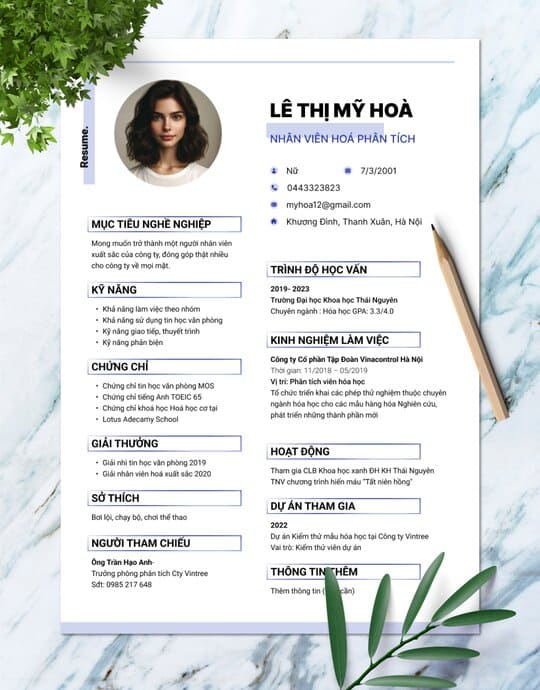 Resume.
LÊ THỊ MỸ HOÀ
NHÂN VIÊN HOÁ PHÂN TÍCH
Nữ
7/3/2001
0443323823
myhoa12@gmail.com
Khương Đình, Thanh Xuân, Hà Nội
MỤC TIÊU NGHỀ NGHIỆP
Mong muốn trở thành một người nhân viên
xuất sắc của công ty, đóng góp thật nhiều
cho công ty về mọi mặt.
KỸ NĂNG
• Khả năng làm việc theo nhóm
• Khả năng sử dụng tin học văn phòng
• Kỹ năng giao tiếp, thuyết trình
• Kỹ năng phản biện
CHỨNG CHỈ
• Chứng chỉ tin học văn phòng MOS
• Chứng chỉ tiếng Anh TOEIC 65
• Chứng chỉ khoá học Hoá học cơ tại
• Lotus Adecamy School
GIẢI THƯỞNG
• Giải nhì tin học văn phòng 2019
• Giải nhân viên hoá xuất sắc 2020
SỞ THÍCH
Bơi lội, chạy bộ, chơi thể thao
NGƯỜI THAM CHIẾU
Ông Trần Hạo Anh-
Trưởng phòng phân tích Cty Vintree
Sđt: 0985 217 648
TRÌNH ĐỘ HỌC VẤN
2019- 2023
Trường Đại học Khoa học Thái Nguyên
Chuyên ngành : Hóa học GPA: 3.3/4.0
KINH NGHIỆM LÀM VIỆC
Công ty Cổ phần Tập Đoàn Vinacontrol Hà Nội
Thời gian: 11/2018 – 05/2019
Vị trí: Phân tích viên hóa học
Tổ chức triển khai các phép thử nghiệm thuộc chuyên
ngành hóa học cho các mẫu hàng hóa Nghiên cứu,
phát triển những thành phần mới
HOẠT ĐỘNG
Tham gia CLB Khoa học xanh ĐH KH Thái Nguyên
TNV chương trình hiến máu "Tất niên hồng"
DỰ ÁN THAM GIA
2022
Dự án Kiểm thử mẫu hóa học tại Công ty Vintree
Vai trò: Kiểm thử viên dự án
THÔNG TIN THÊM
Thêm thông tin ( cần)